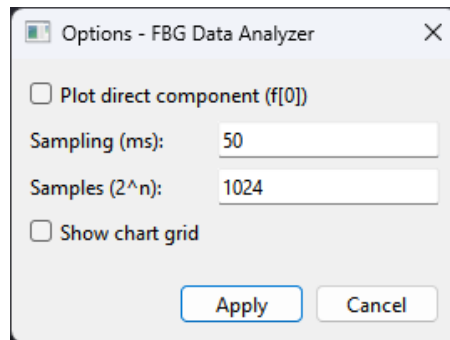 Options - FBG Data Analyzer
Plot direct component (f[0])
Sampling (ms): 50
Samples (2^n): 1024
Show chart grid
Apply Cancel